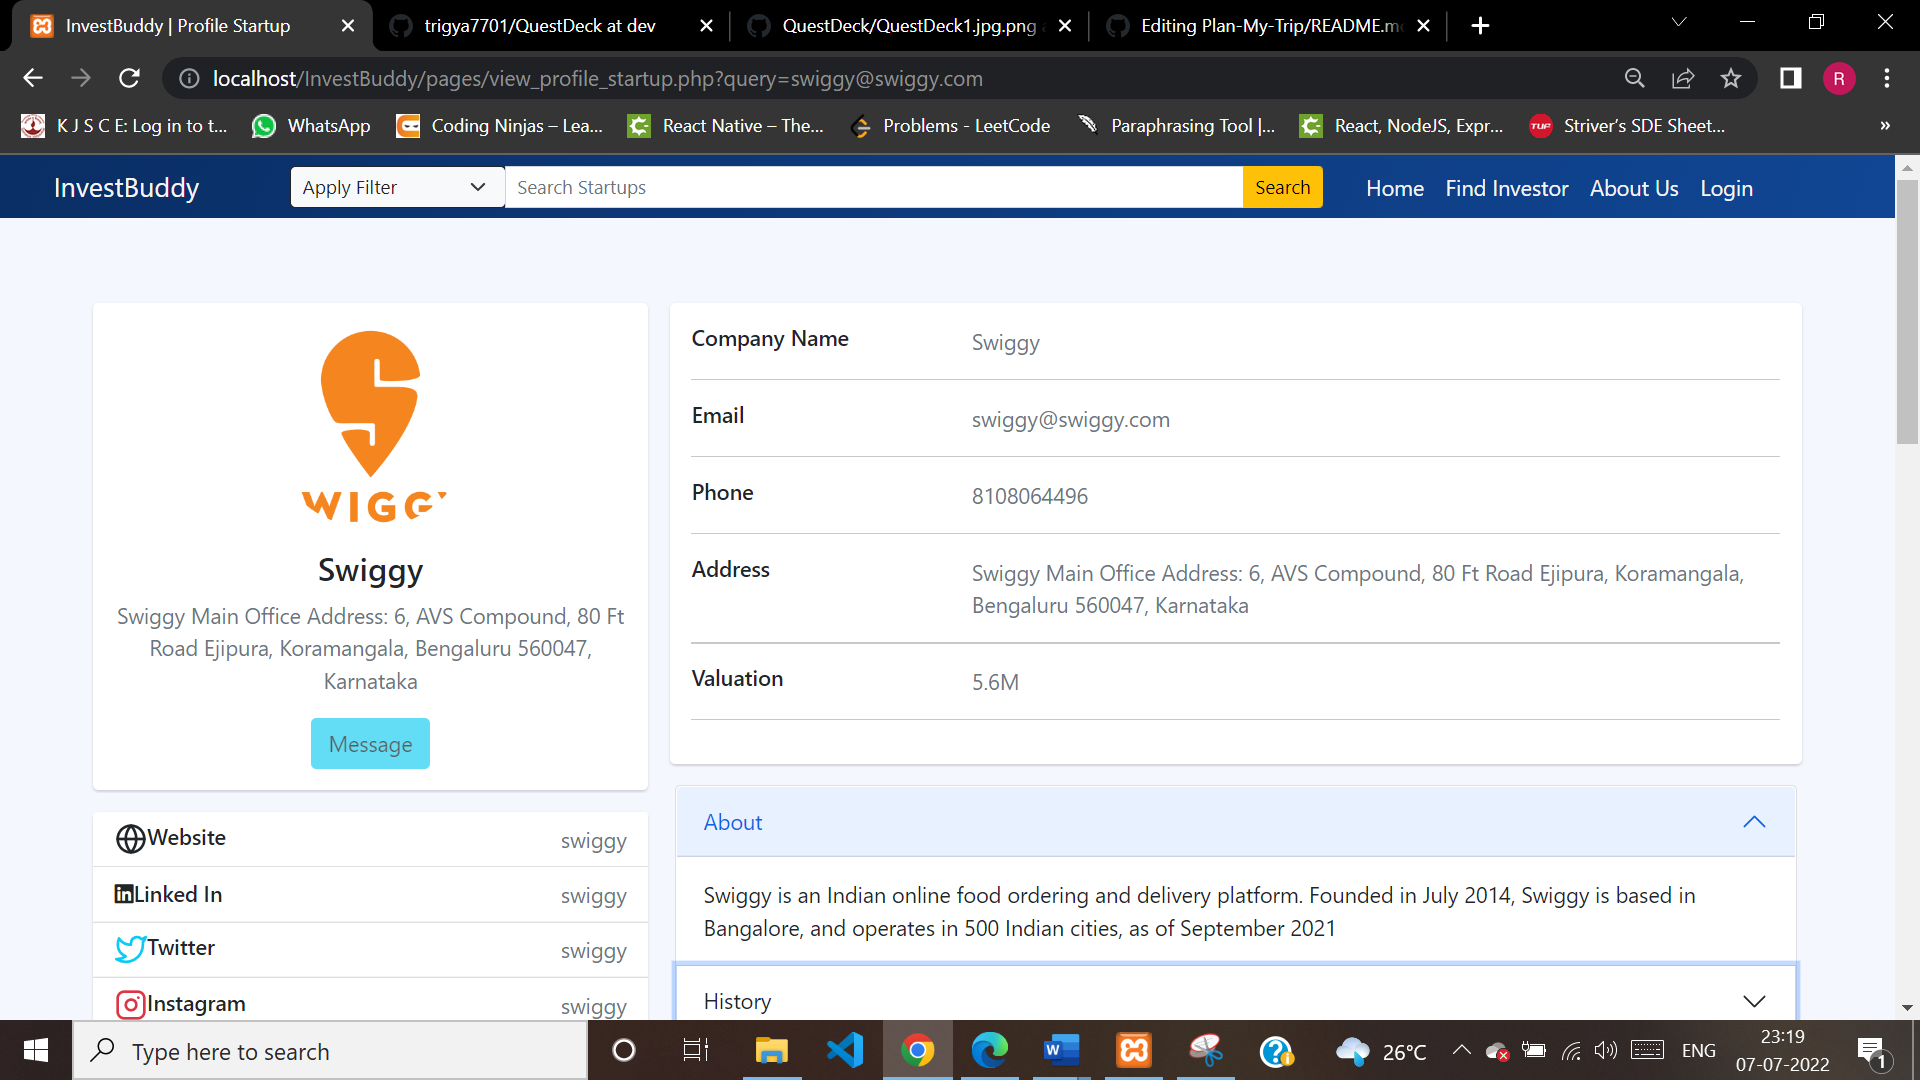 InvestBuddy | Profile Startup
trigya7701/QuestDeck at dev
QuestDeck/QuestDeck1.jpg.png
Editing Plan-My-Trip/README.m
localhost/InvestBuddy/pages/view_profile_startup.php?query=swiggy@swiggy.com
R
K J S C E: Log in to t...
WhatsApp
Coding Ninjas – Lea...
React Native – The...
Problems - LeetCode
Paraphrasing Tool |...
React, NodeJS, Expr...
TUF
Striver's SDE Sheet...
»
InvestBuddy
Apply Filter
Search Startups
Search
Home
Find Investor
About Us
Login
WIGG
Swiggy
Swiggy Main Office Address: 6, AVS Compound, 80 Ft
Road Ejipura, Koramangala, Bengaluru 560047,
Karnataka
Message
Website swiggy
Linked In swiggy
Twitter swiggy
Instagram swiggy
Company Name Swiggy
Email swiggy@swiggy.com
Phone 8108064496
Address Swiggy Main Office Address: 6, AVS Compound, 80 Ft Road Ejipura, Koramangala,
Bengaluru 560047, Karnataka
Valuation 5.6M
About
Swiggy is an Indian online food ordering and delivery platform. Founded in July 2014, Swiggy is based in
Bangalore, and operates in 500 Indian cities, as of September 2021
History
Type here to search
26°C
ENG
23:19
07-07-2022
1